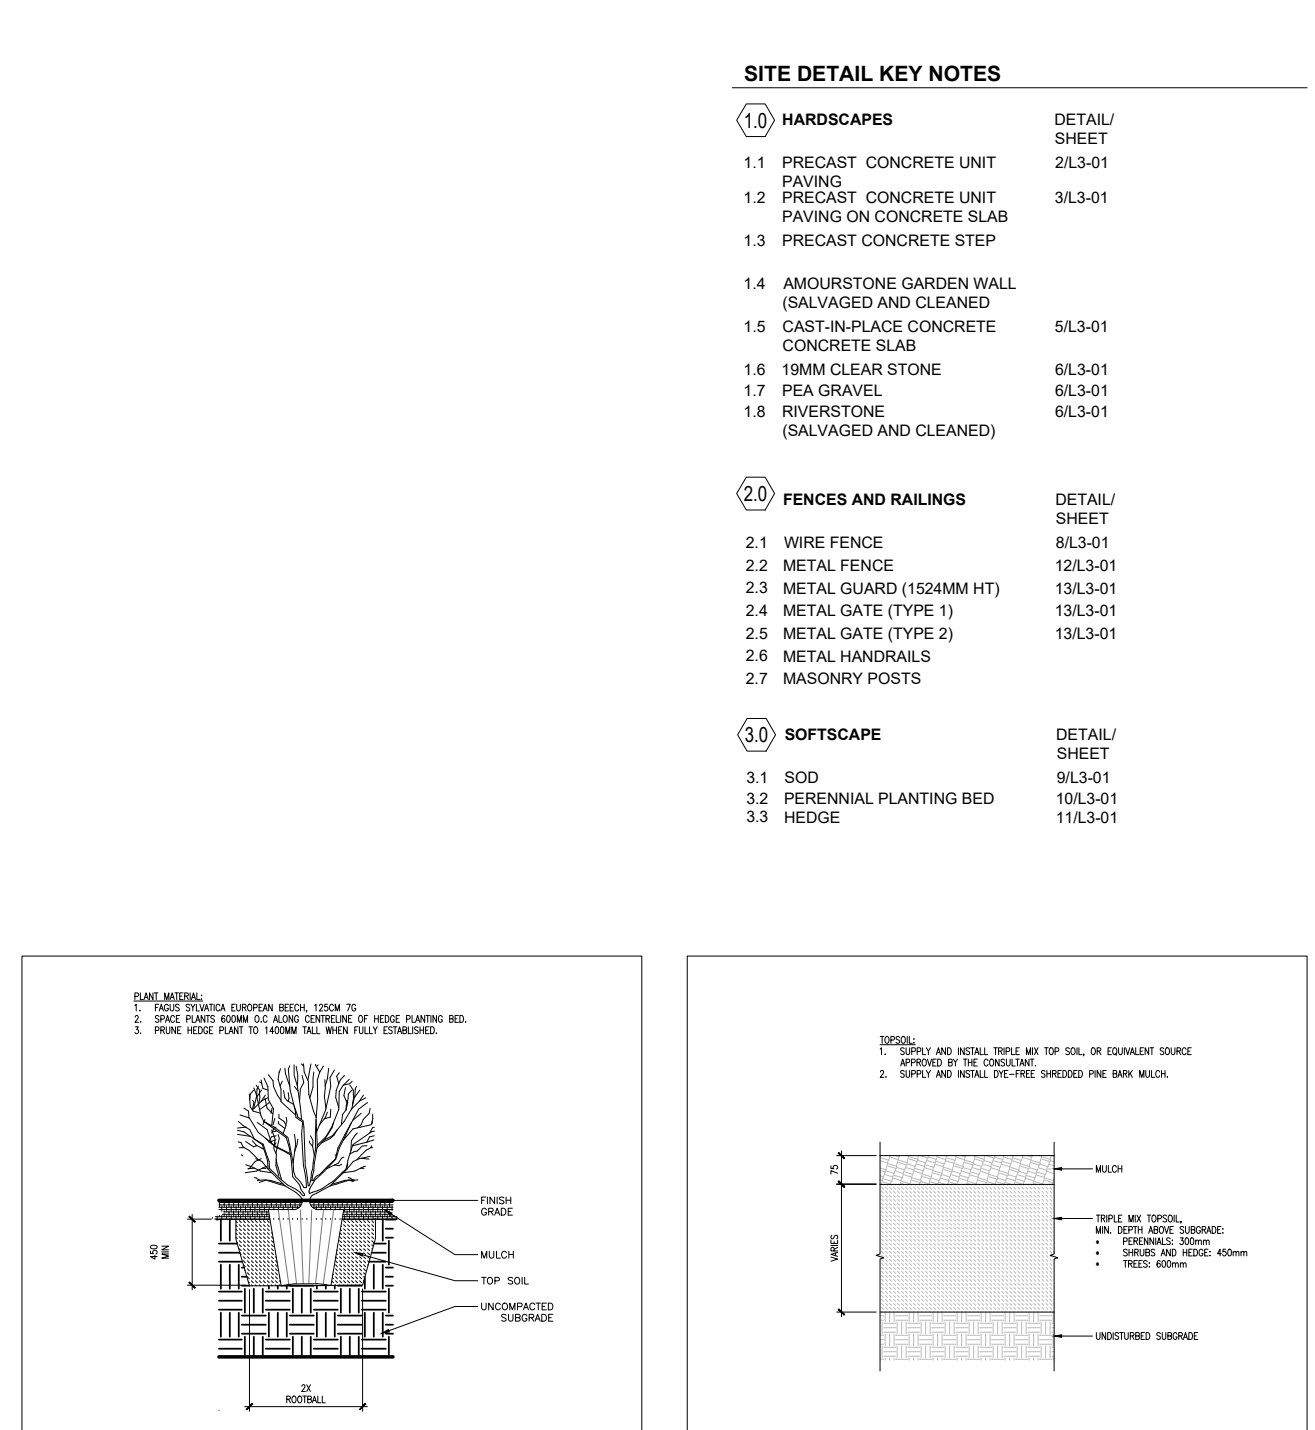 SITE DETAIL KEY NOTES
1.0 HARDSCAPES DETAIL/
SHEET
1.1 PRECAST CONCRETE UNIT 2/L3-01
PAVING
1.2 PRECAST CONCRETE UNIT 3/L3-01
PAVING ON CONCRETE SLAB
1.3 PRECAST CONCRETE STEP
1.4 AMOURSTONE GARDEN WALL
(SALVAGED AND CLEANED
1.5 CAST-IN-PLACE CONCRETE 5/L3-01
CONCRETE SLAB
1.6 19MM CLEAR STONE 6/L3-01
1.7 PEA GRAVEL 6/L3-01
1.8 RIVERSTONE 6/L3-01
(SALVAGED AND CLEANED)
2.0 FENCES AND RAILINGS DETAIL/
SHEET
2.1 WIRE FENCE 8/L3-01
2.2 METAL FENCE 12/L3-01
2.3 METAL GUARD (1524MM HT) 13/L3-01
2.4 METAL GATE (TYPE 1) 13/L3-01
2.5 METAL GATE (TYPE 2) 13/L3-01
2.6 METAL HANDRAILS
2.7 MASONRY POSTS
3.0 SOFTSCAPE DETAIL/
SHEET
3.1 SOD 9/L3-01
3.2 PERENNIAL PLANTING BED 10/L3-01
3.3 HEDGE 11/L3-01
PLANT MATERIAL:
1. FAGUS SYLVATICA EUROPEAN BEECH, 125CM 7G
2. SPACE PLANTS 600MM O.C ALONG CENTRELINE OF HEDGE PLANTING BED.
3. PRUNE HEDGE PLANT TO 1400MM TALL WHEN FULLY ESTABLISHED.
FINISH
GRADE
450
MIN
MULCH
TOP SOIL
UNCOMPACTED
SUBGRADE
2X
ROOTBALL
TOPSOIL:
1. SUPPLY AND INSTALL TRIPLE MIX TOP SOIL, OR EQUIVALENT SOURCE
APPROVED BY THE CONSULTANT.
2. SUPPLY AND INSTALL DYE-FREE SHREDDED PINE BARK MULCH.
75
MULCH
VARIES
TRIPLE MIX TOPSOIL,
MIN. DEPTH ABOVE SUBGRADE:
• PERENNIALS: 300mm
• SHRUBS AND HEDGE: 450mm
• TREES: 600mm
UNDISTURBED SUBGRADE